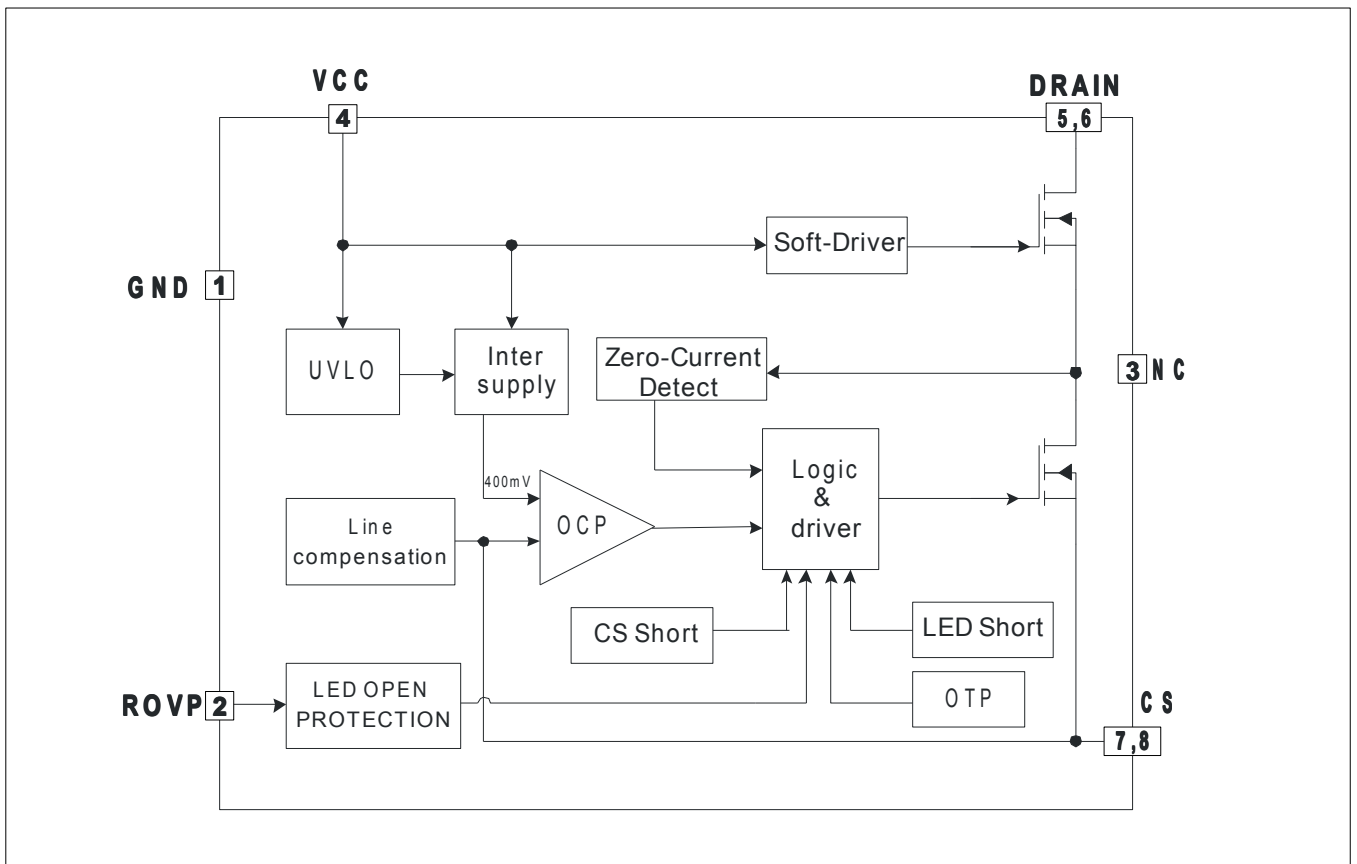 VCC
4
DRAIN
5,6
Soft-Driver
GND 1
UVLO
Inter
supply
Zero-Current
Detect
3 NC
400mV
Line
compensation
OCP
Logic
&
driver
CS Short
LED Short
ROVP 2
LED OPEN
PROTECTION
OTP
CS
7,8